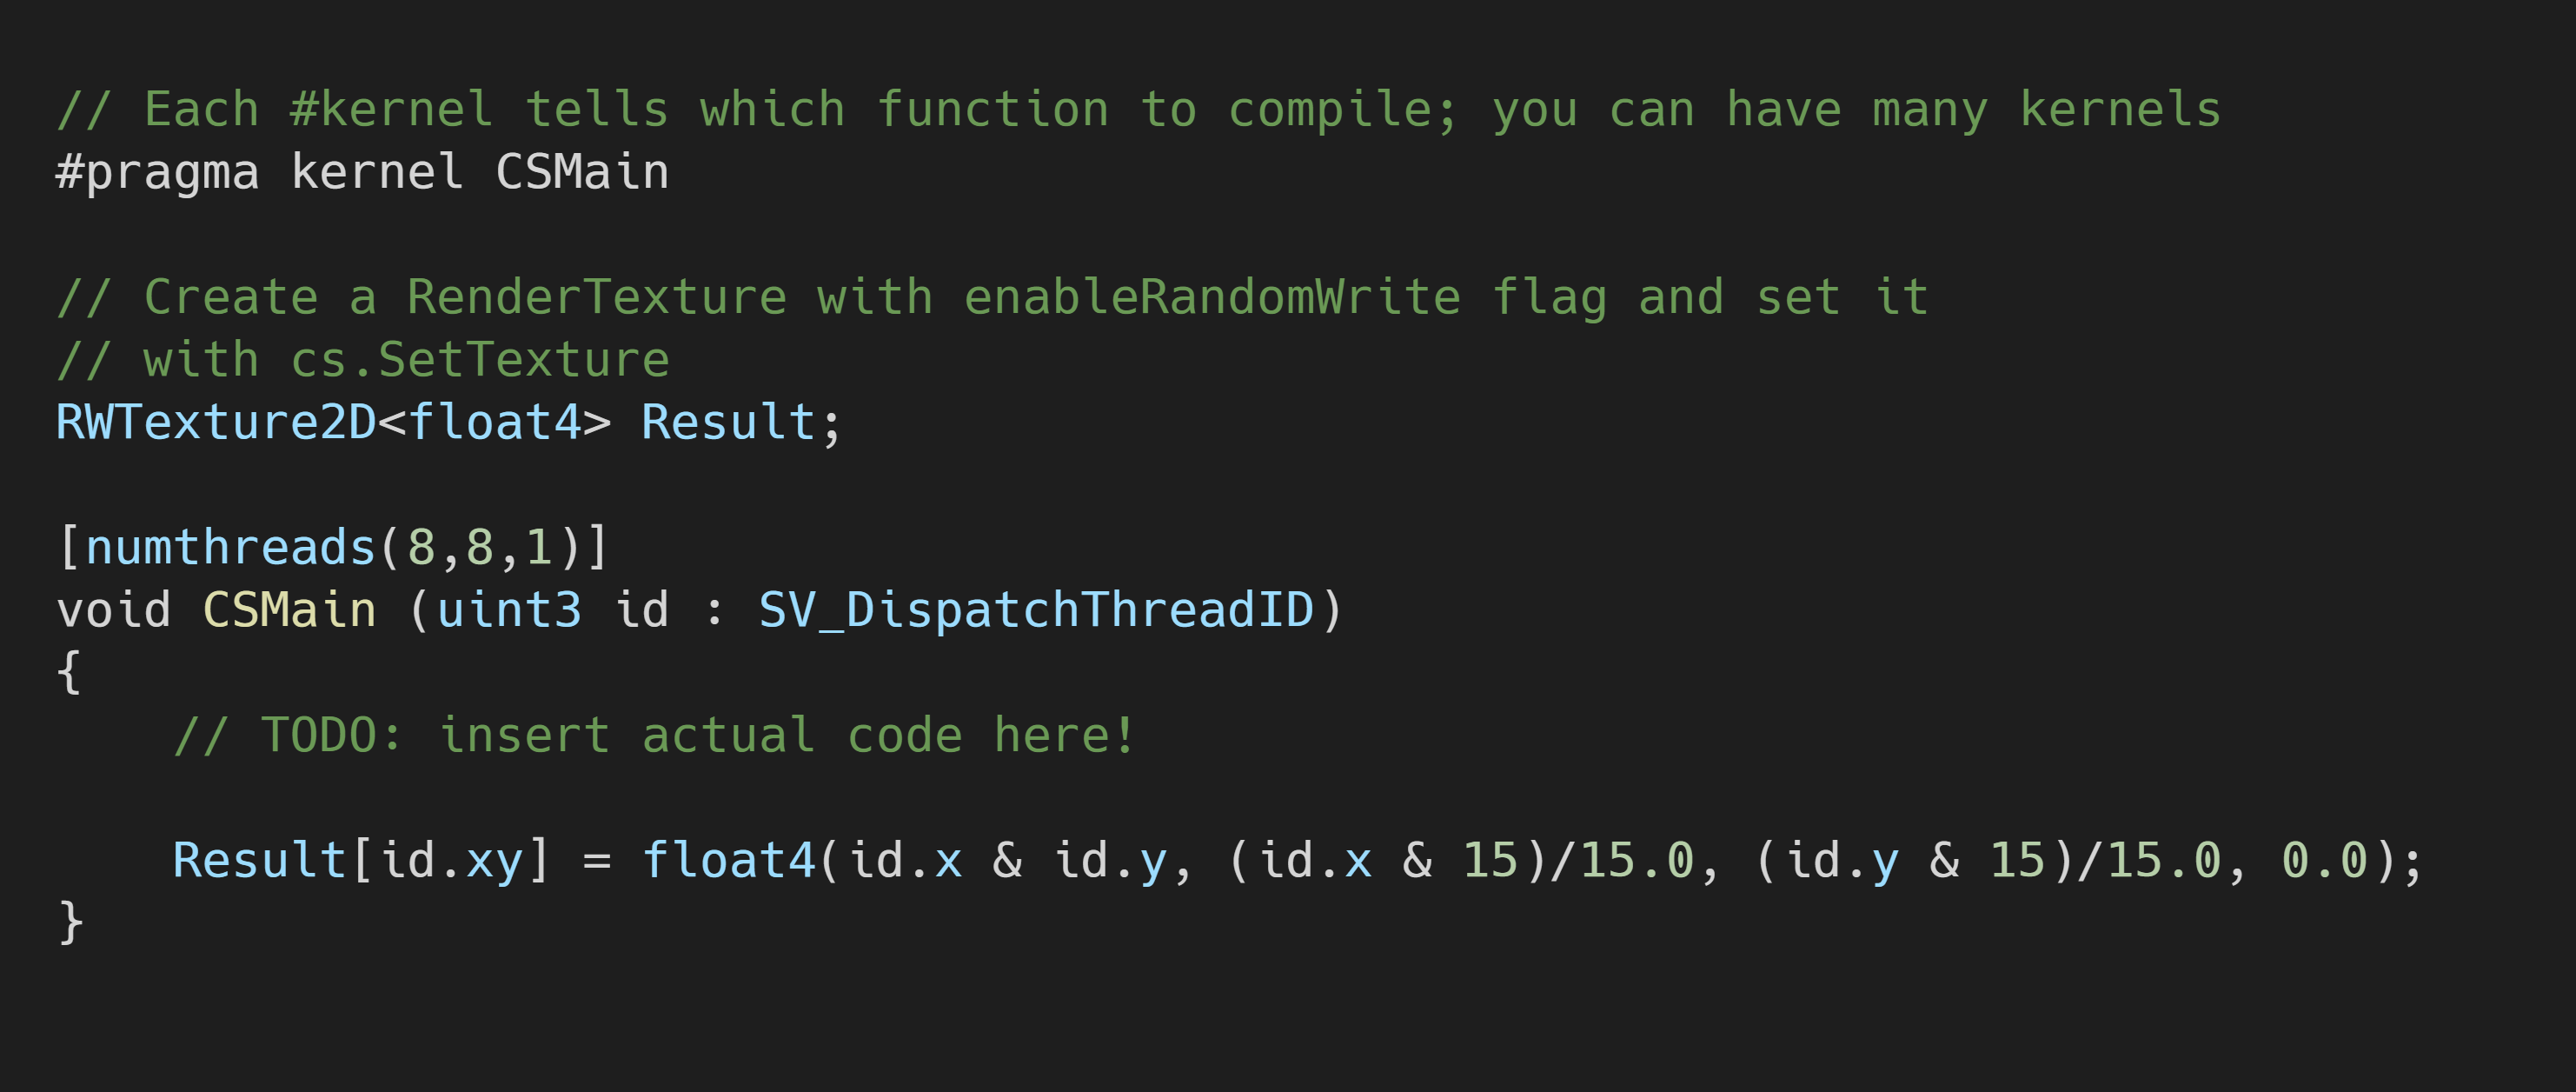 // Each #kernel tells which function to compile; you can have many kernels
#pragma kernel CSMain
// Create a RenderTexture with enableRandomWrite flag and set it
// with cs.SetTexture
RWTexture2D<float4> Result;
[numthreads(8,8,1)]
void CSMain (uint3 id : SV_DispatchThreadID)
{
    // TODO: insert actual code here!
    Result[id.xy] = float4(id.x & id.y, (id.x & 15)/15.0, (id.y & 15)/15.0, 0.0);
}